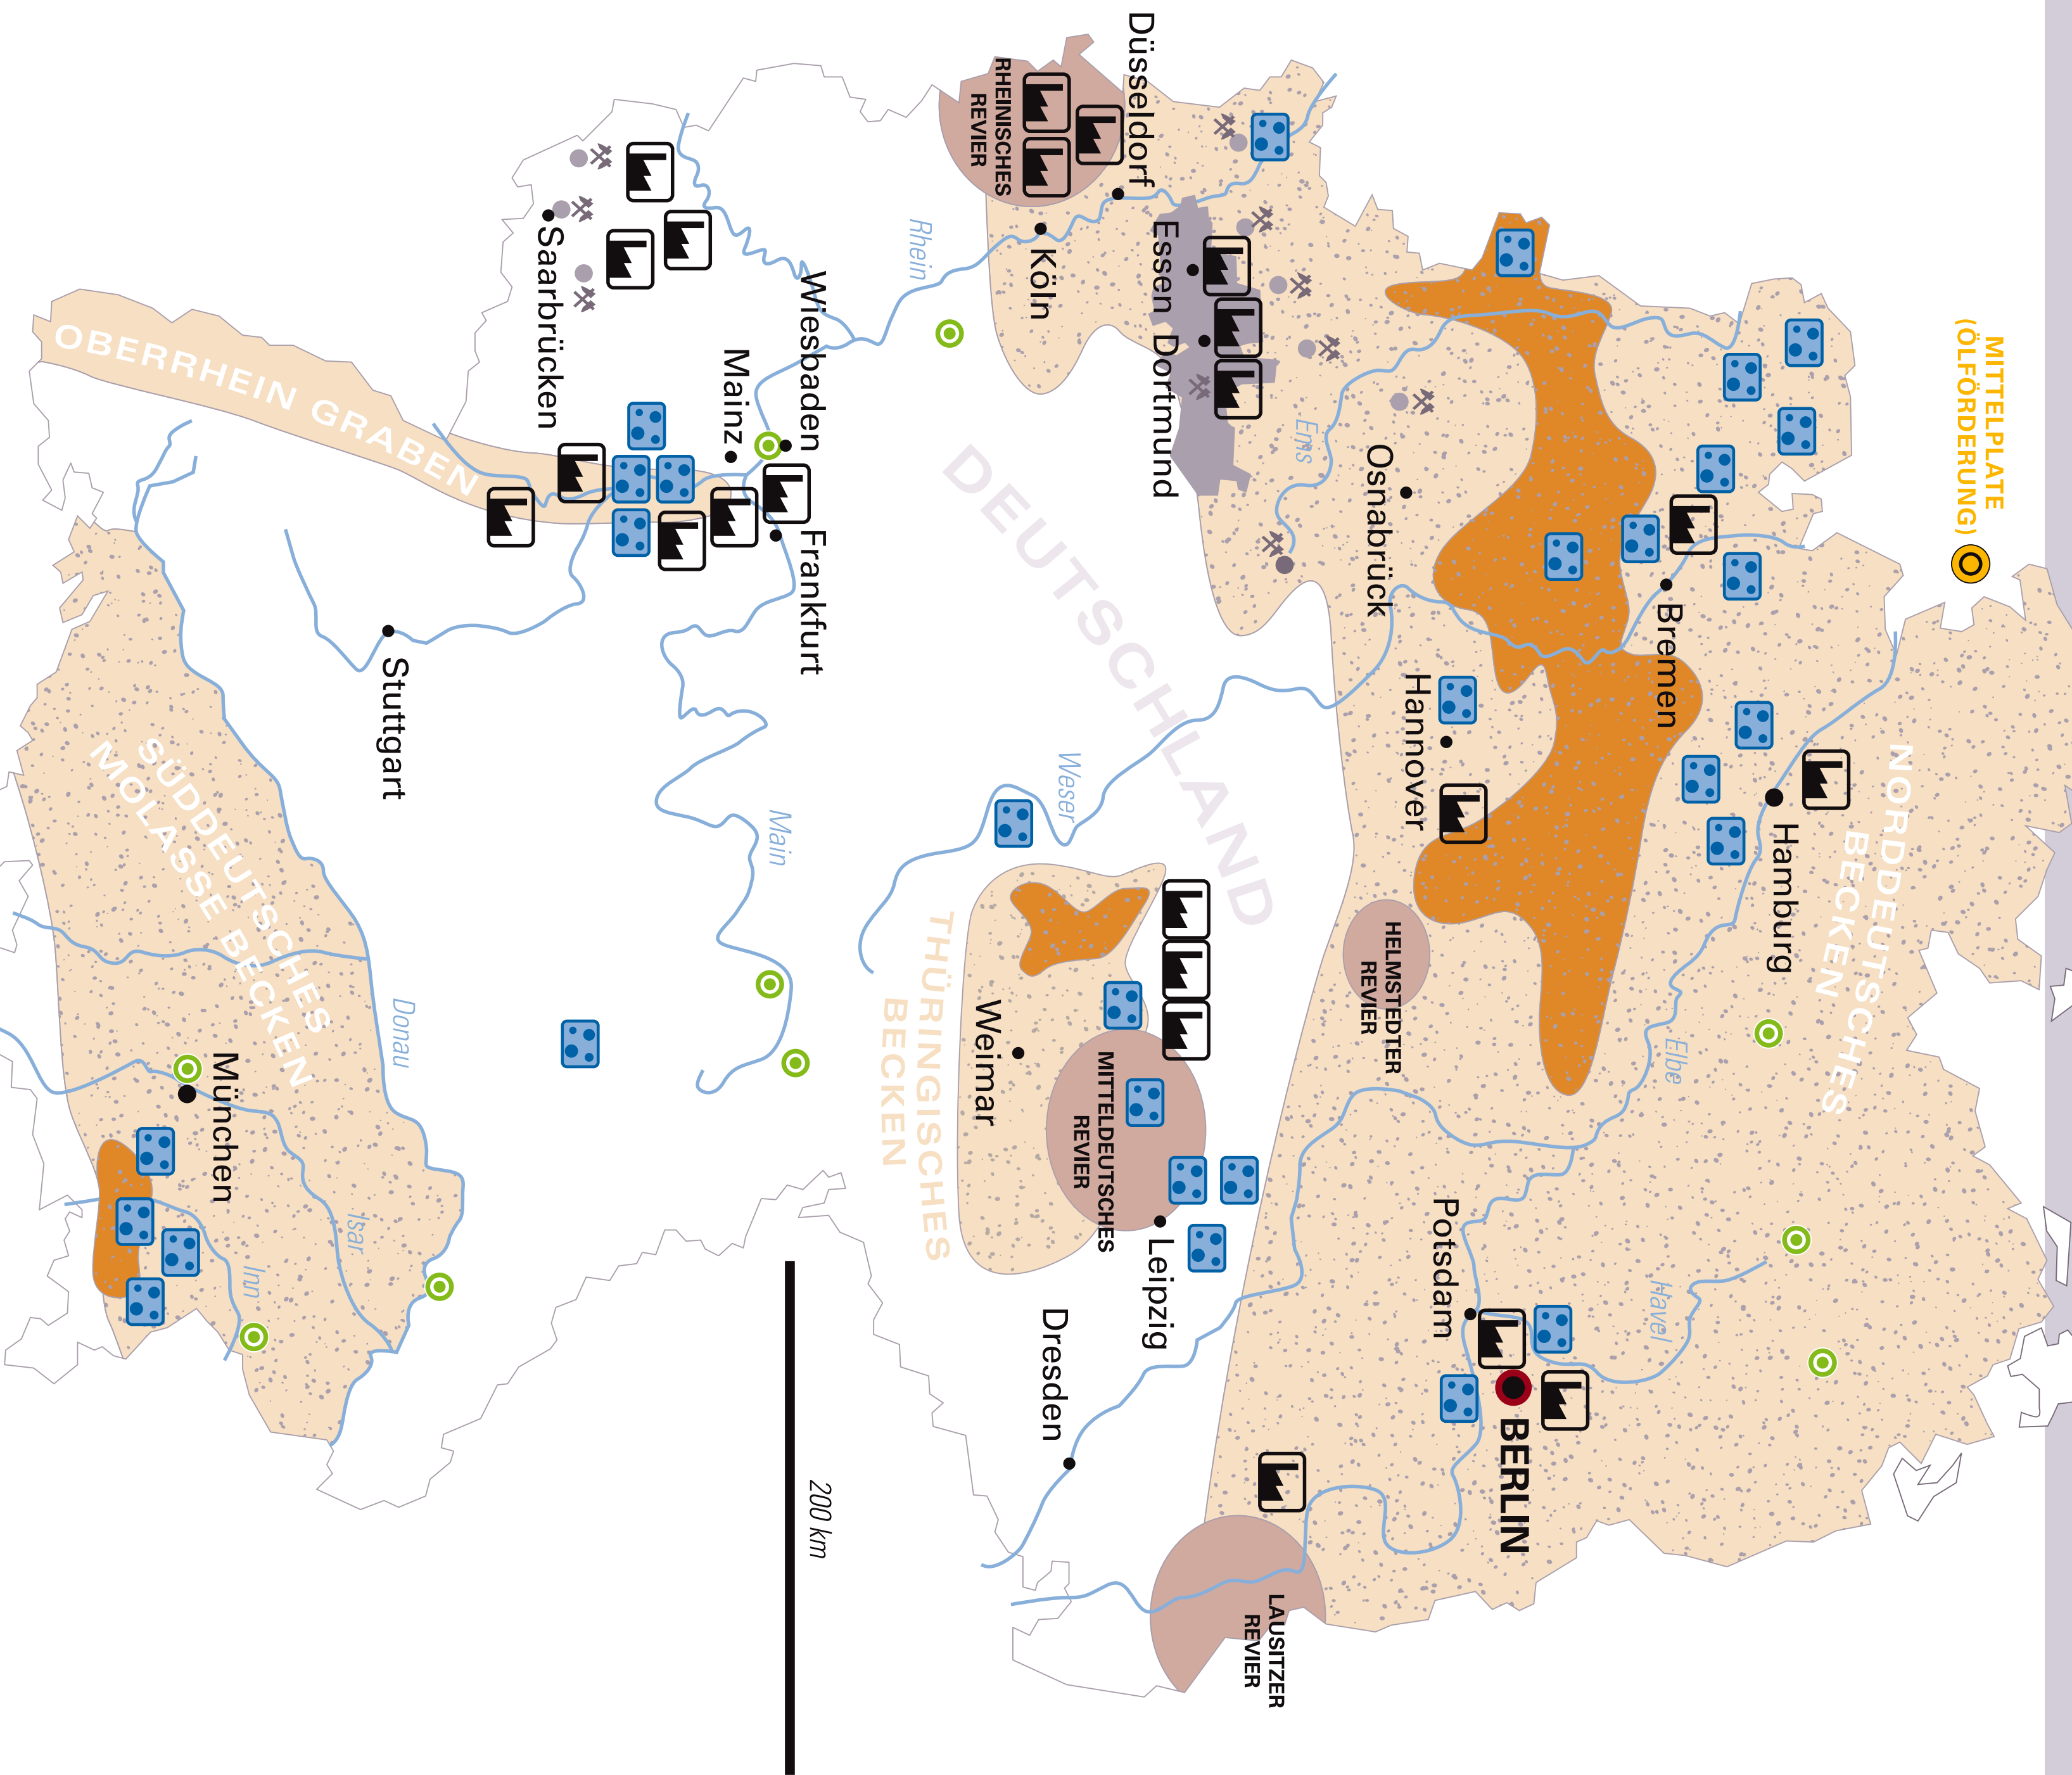 MITTELPLATE
(ÖLFÖRDERUNG)
NORDDEUTSCHES
BECKEN
Hamburg
Bremen
Elbe
Havel
BERLIN
Potsdam
Hannover
Osnabrück
HELMSTEDTER
REVIER
Ems
DEUTSCHLAND
LAUSITZER
REVIER
Essen
Dortmund
Düsseldorf
Leipzig
MITTELDEUTSCHES
REVIER
Weser
Köln
Dresden
RHEINISCHES
REVIER
Weimar
THÜRINGISCHES
BECKEN
Rhein
200 km
Wiesbaden
Frankfurt
Main
Mainz
Saarbrücken
OBERRHEIN GRABEN
Stuttgart
Donau
Isar
SÜDDEUTSCHES
MOLASSE BECKEN
Inn
München